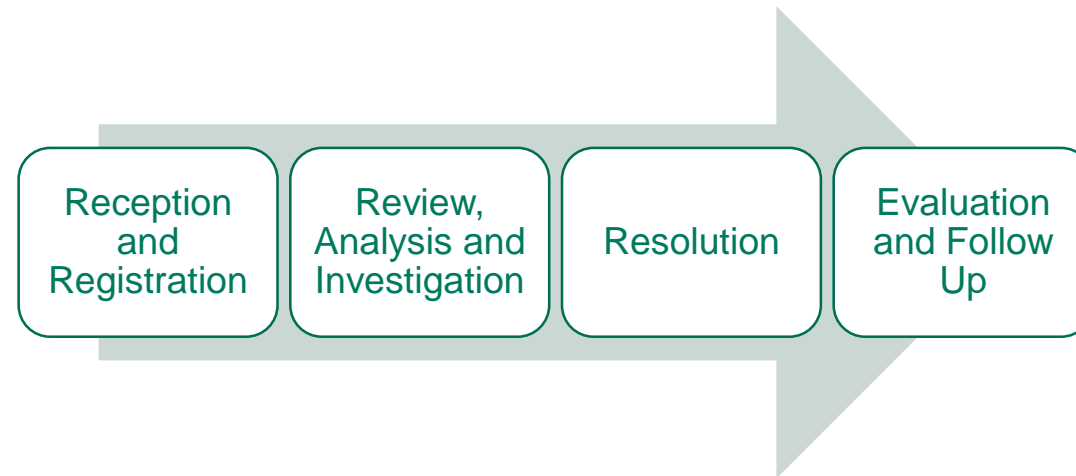 Reception
and
Registration
Review,
Analysis and
Investigation
Resolution
Evaluation
and Follow
Up